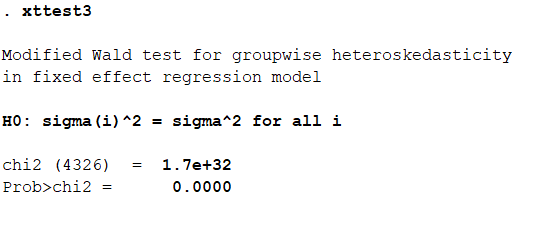 . xttest3
Modified Wald test for groupwise heteroskedasticity
in fixed effect regression model
H0: sigma(i)^2 = sigma^2 for all i
chi2 (4326)  =  1.7e+32
Prob>chi2 =      0.0000